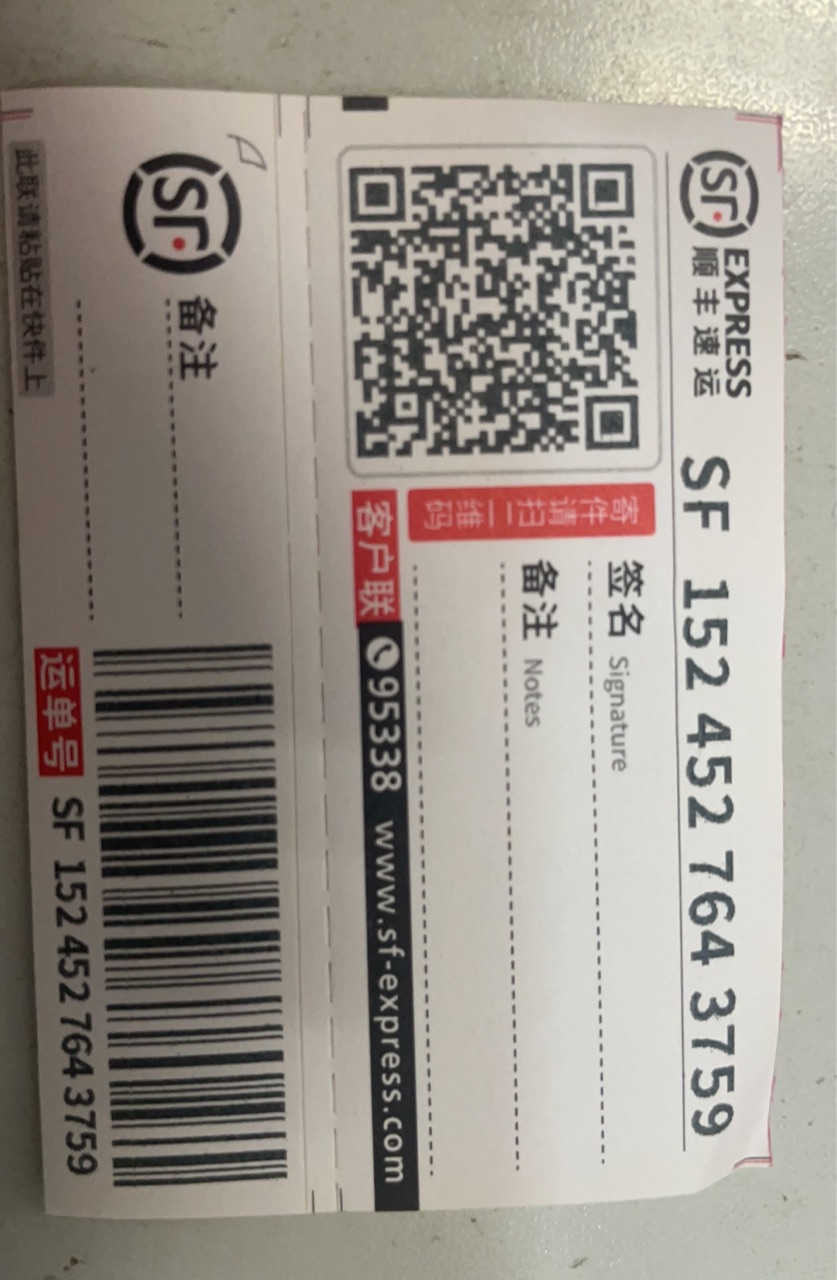 SF EXPRESS
顺丰速运
SF 152 452 764 3759
寄件请扫二维码
签名 Signature
备注 Notes
客户联 95338 www.sf-express.com
SF 备注
运单号 SF 152 452 764 3759
此联请粘贴在快件上